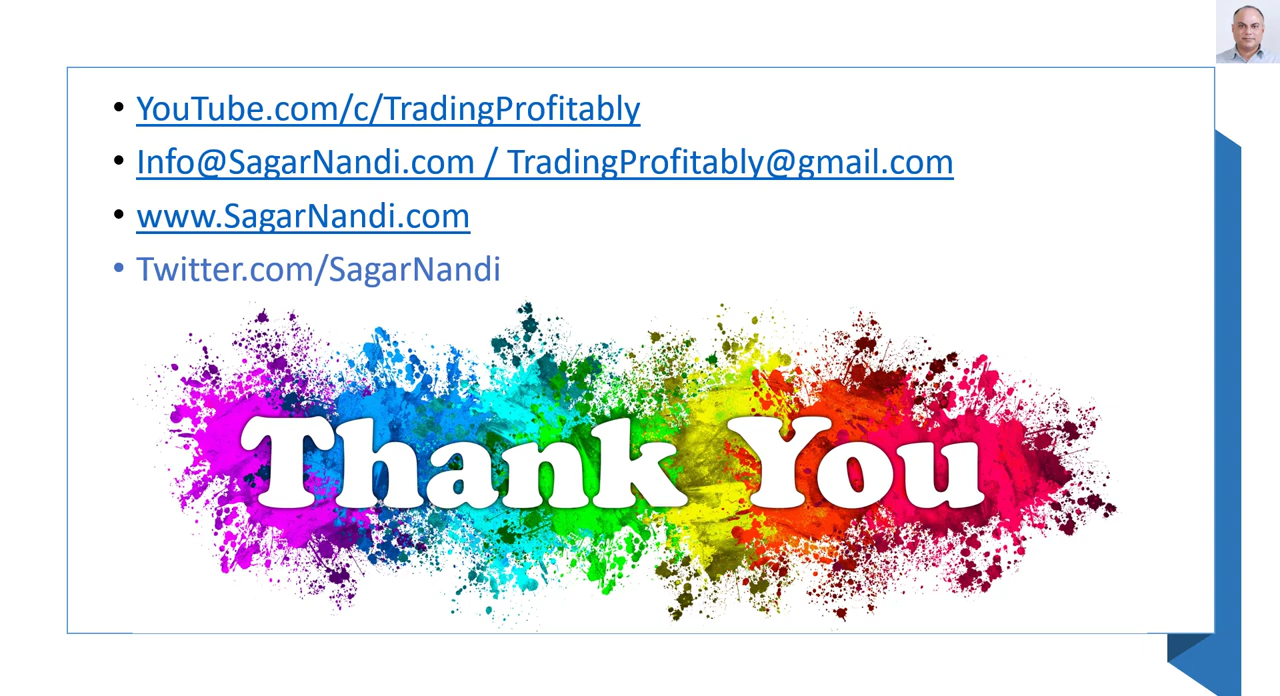 • YouTube.com/c/TradingProfitably
• Info@SagarNandi.com / TradingProfitably@gmail.com
• www.SagarNandi.com
• Twitter.com/SagarNandi
Thank You